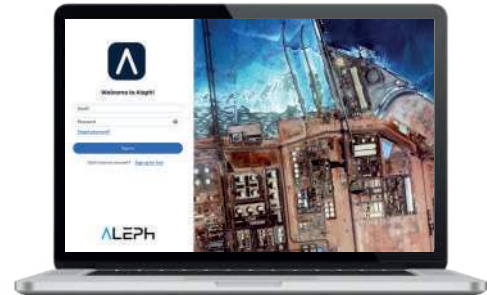 Welcome to Aleph!
Email
Password
Forgot password?
Sign in
Don't have an account? Sign up for free
ALEPH